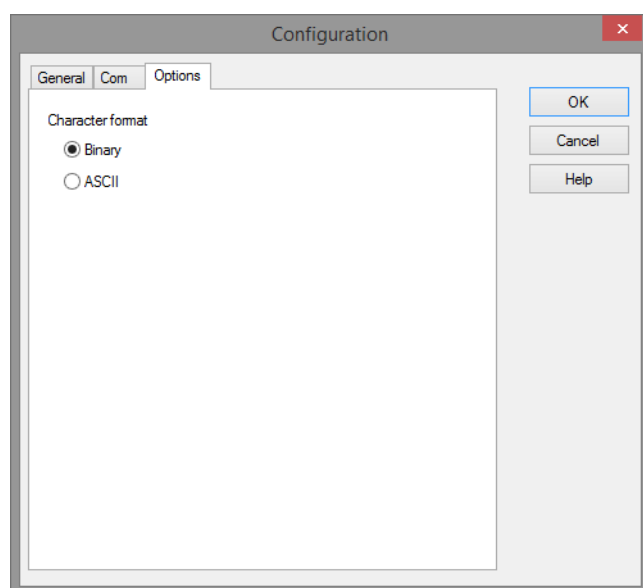 Configuration
General Com Options
Character format
Binary
ASCII
OK
Cancel
Help